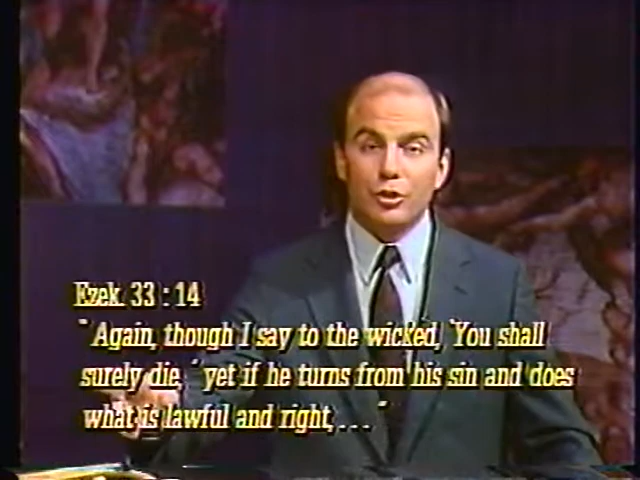 Ezek. 33 : 14
"Again, though I say to the wicked, 'You shall
surely die,' yet if he turns from his sin and does
what is lawful and right, . . ."